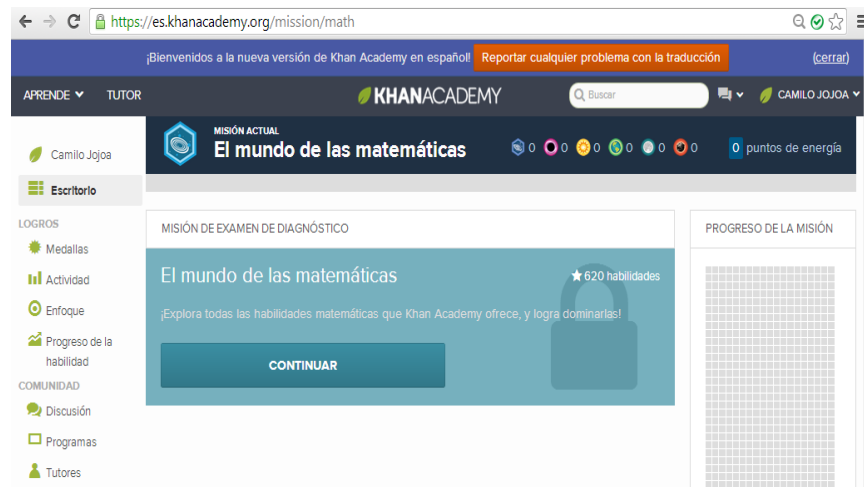 https://es.khanacademy.org/mission/math
¡Bienvenidos a la nueva versión de Khan Academy en español! Reportar cualquier problema con la traducción (cerrar)
APRENDE TUTOR KHANACADEMY Buscar CAMILO JOJOA
Camilo Jojoa
Escritorio
LOGROS
Medallas
Actividad
Enfoque
Progreso de la
habilidad
COMUNIDAD
Discusión
Programas
Tutores
MISIÓN ACTUAL
El mundo de las matemáticas 0 0 0 0 0 0 0 puntos de energía
MISIÓN DE EXAMEN DE DIAGNÓSTICO
El mundo de las matemáticas 620 habilidades
¡Explora todas las habilidades matemáticas que Khan Academy ofrece, y logra dominarlas!
CONTINUAR
PROGRESO DE LA MISIÓN